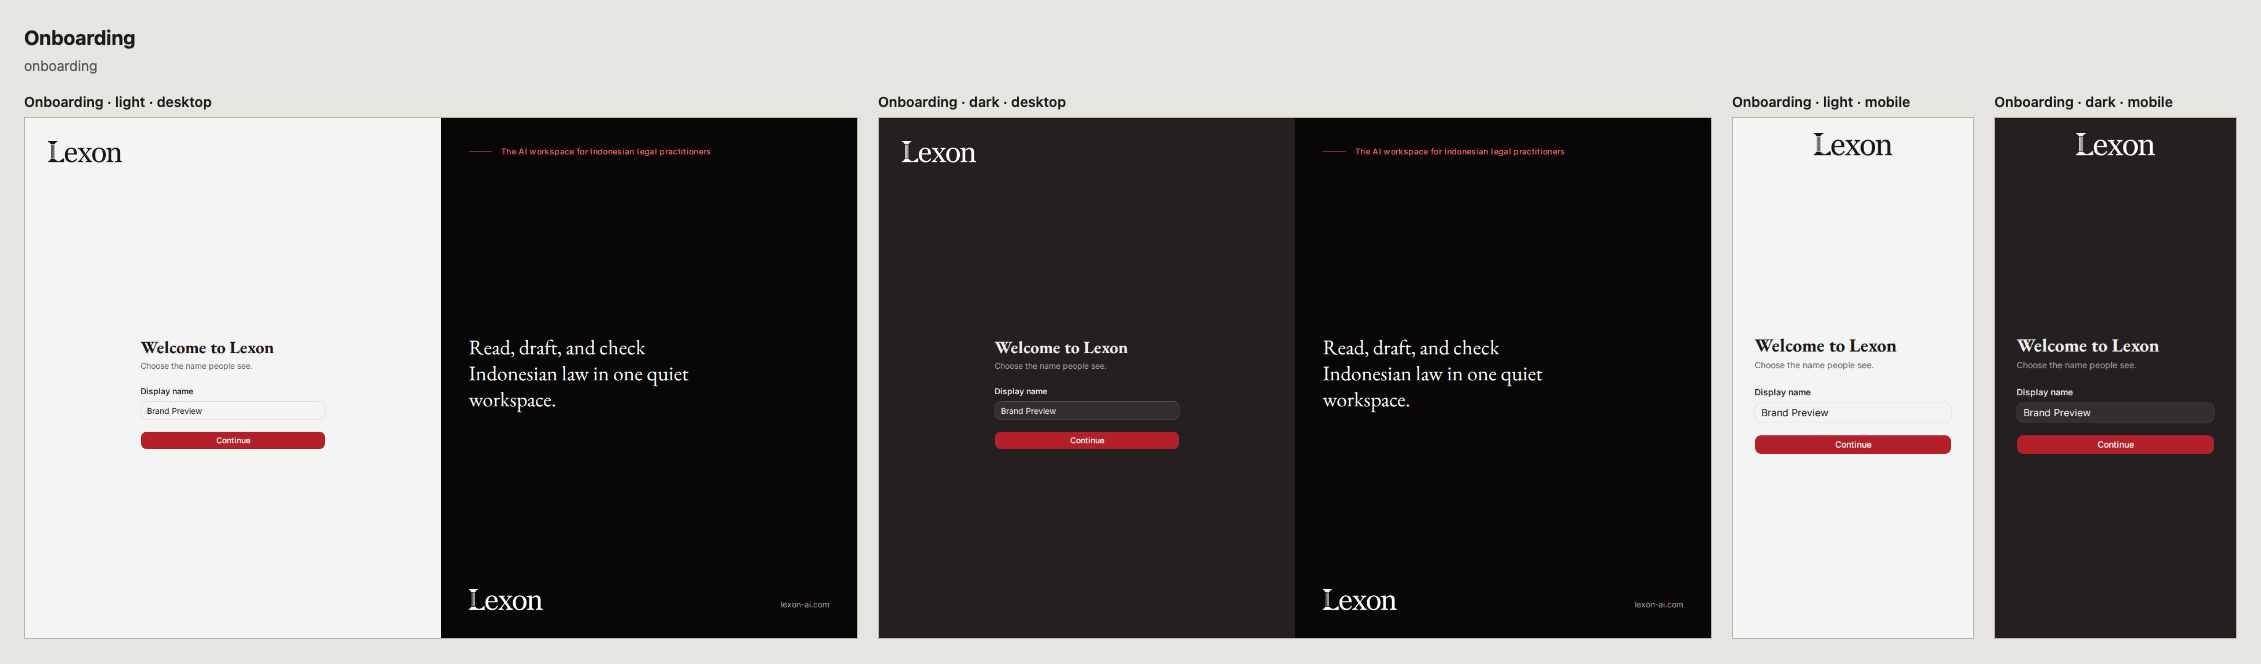 Onboarding
onboarding
Onboarding · light · desktop
Lexon
Welcome to Lexon
Choose the name people see.
Display name
Brand Preview
Continue
The AI workspace for Indonesian legal practitioners
Read, draft, and check
Indonesian law in one quiet
workspace.
Lexon
lexon-ai.com
Onboarding · dark · desktop
Lexon
Welcome to Lexon
Choose the name people see.
Display name
Brand Preview
Continue
The AI workspace for Indonesian legal practitioners
Read, draft, and check
Indonesian law in one quiet
workspace.
Lexon
lexon-ai.com
Onboarding · light · mobile
Lexon
Welcome to Lexon
Choose the name people see.
Display name
Brand Preview
Continue
Onboarding · dark · mobile
Lexon
Welcome to Lexon
Choose the name people see.
Display name
Brand Preview
Continue